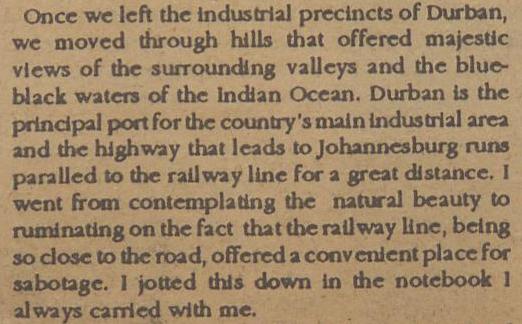 Once we left the industrial precincts of Durban,
we moved through hills that offered majestic
views of the surrounding valleys and the blue-
black waters of the Indian Ocean. Durban is the
principal port for the country's main industrial area
and the highway that leads to Johannesburg runs
paralled to the railway line for a great distance. I
went from contemplating the natural beauty to
ruminating on the fact that the railway line, being
so close to the road, offered a convenient place for
sabotage. I jotted this down in the notebook I
always carried with me.